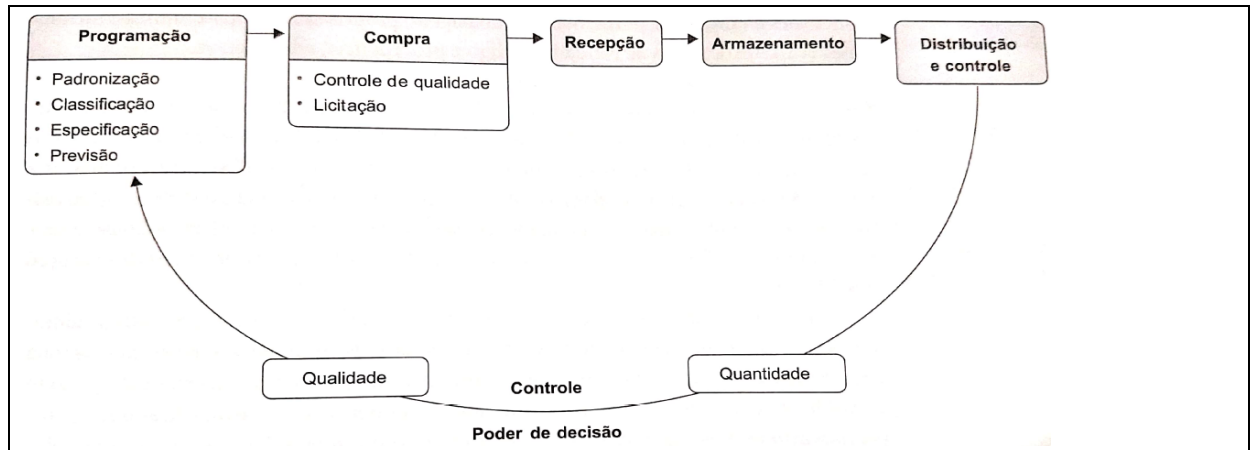 Programação
• Padronização
• Classificação
• Especificação
• Previsão
Compra
• Controle de qualidade
• Licitação
Recepção
Armazenamento
Distribuição
e controle
Qualidade
Controle
Quantidade
Poder de decisão